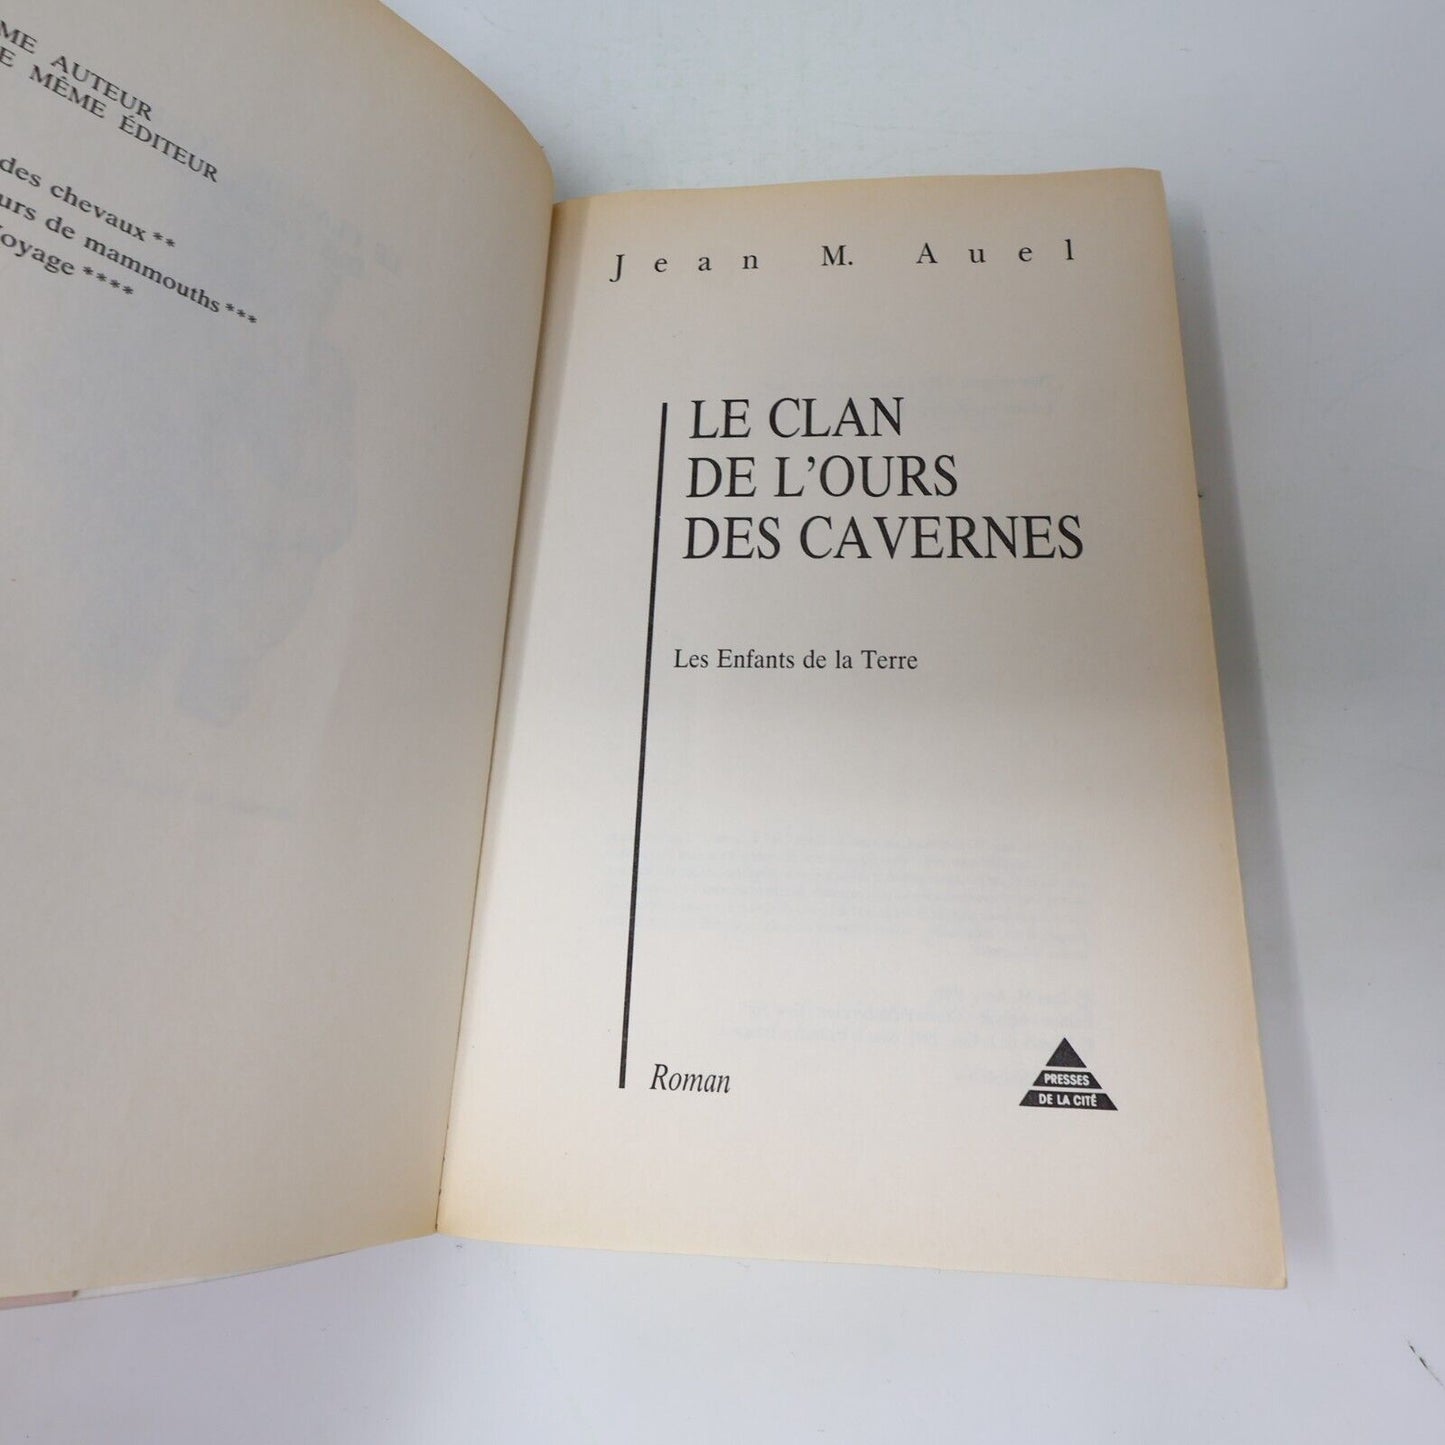 ME AUTEUR
E MÊME ÉDITEUR
des chevaux **
urs de mammouths ***
oyage ****
Jean M. Auel
LE CLAN
DE L'OURS
DES CAVERNES
Les Enfants de la Terre
Roman
PRESSES
DE LA CITÉ